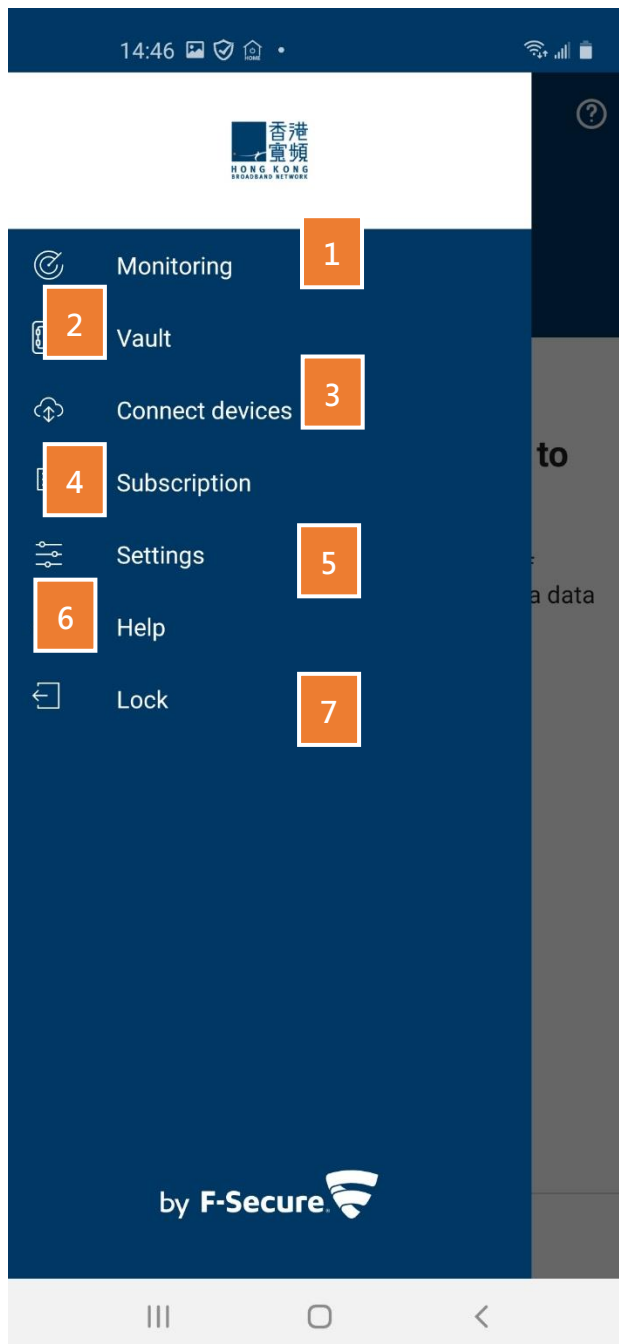 14:46
HOME
香港
寬頻
HONG KONG
BROADBAND NETWORK
Monitoring 1
2 Vault
Connect devices 3
to
4 Subscription
Settings 5
a data
6 Help
Lock 7
by F-Secure.